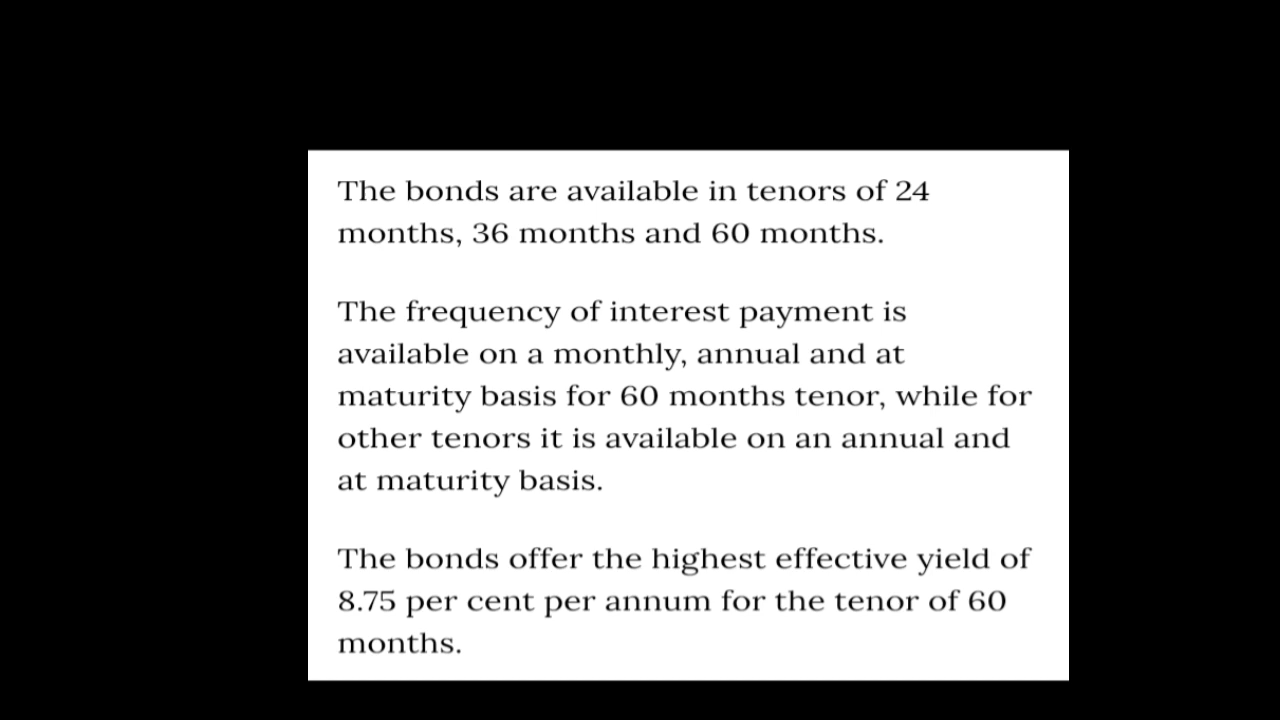 The bonds are available in tenors of 24
months, 36 months and 60 months.
The frequency of interest payment is
available on a monthly, annual and at
maturity basis for 60 months tenor, while for
other tenors it is available on an annual and
at maturity basis.
The bonds offer the highest effective yield of
8.75 per cent per annum for the tenor of 60
months.